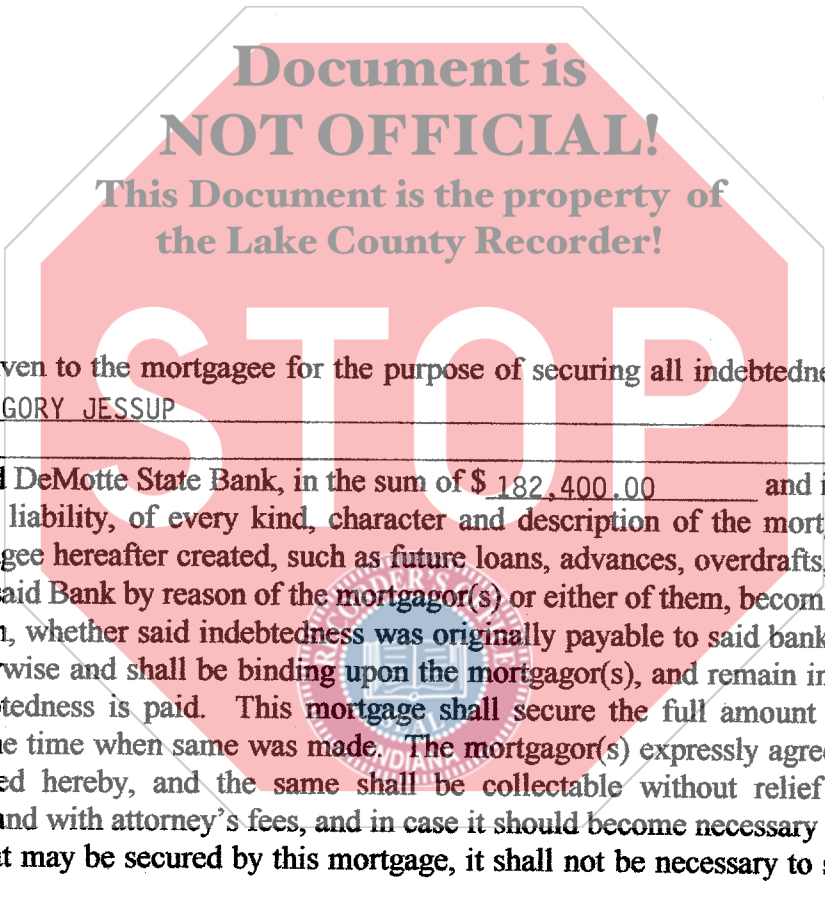 Document is
NOT OFFICIAL!
This Document is the property of
the Lake County Recorder!
STOP
ven to the mortgagee for the purpose of securing all indebtedne
GORY JESSUP
DeMotte State Bank, in the sum of $ 182,400.00 and i
liability, of every kind, character and description of the mort
gee hereafter created, such as future loans, advances, overdrafts,
aid Bank by reason of the mortgagor(s) or either of them, becom
, whether said indebtedness was originally payable to said bank
wise and shall be binding upon the mortgagor(s), and remain in
tedness is paid. This mortgage shall secure the full amount
e time when same was made. The mortgagor(s) expressly agre
ed hereby, and the same shall be collectable without relief
and with attorney's fees, and in case it should become necessary
t may be secured by this mortgage, it shall not be necessary to s
INDIANA